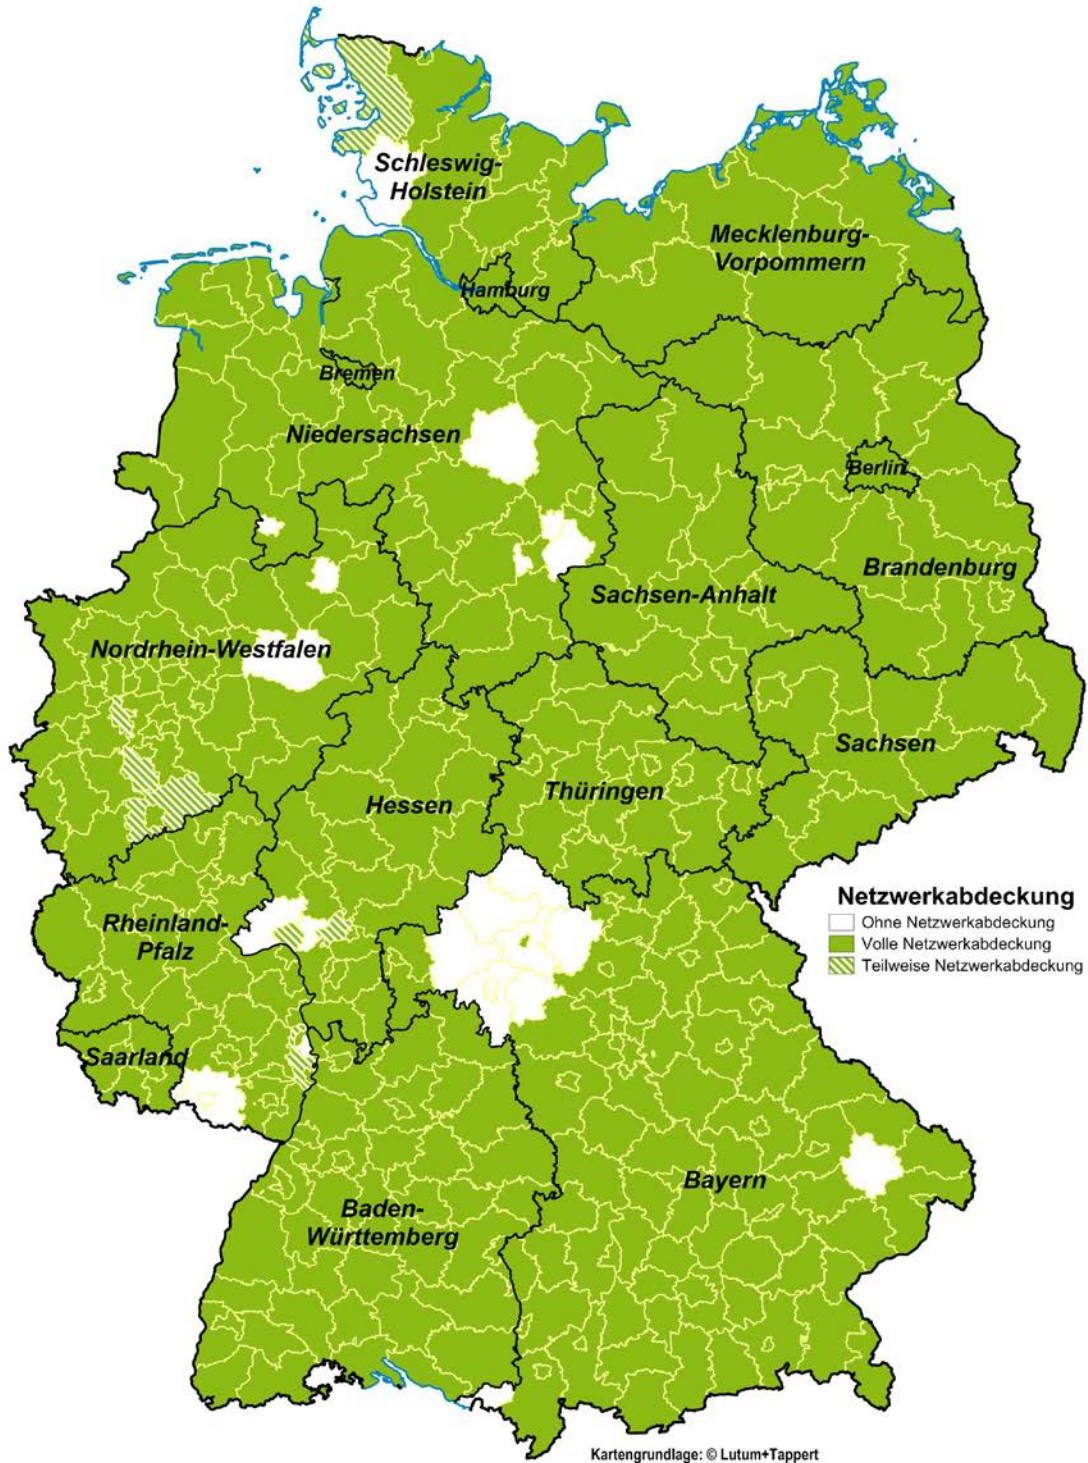 Schleswig-
Holstein
Mecklenburg-
Vorpommern
Hamburg
Bremen
Niedersachsen
Berlin
Brandenburg
Sachsen-Anhalt
Nordrhein-Westfalen
Sachsen
Thüringen
Hessen
Netzwerkabdeckung
Ohne Netzwerkabdeckung
Volle Netzwerkabdeckung
Teilweise Netzwerkabdeckung
Rheinland-
Pfalz
Saarland
Bayern
Baden-
Württemberg
Kartengrundlage: © Lutum+Tappert